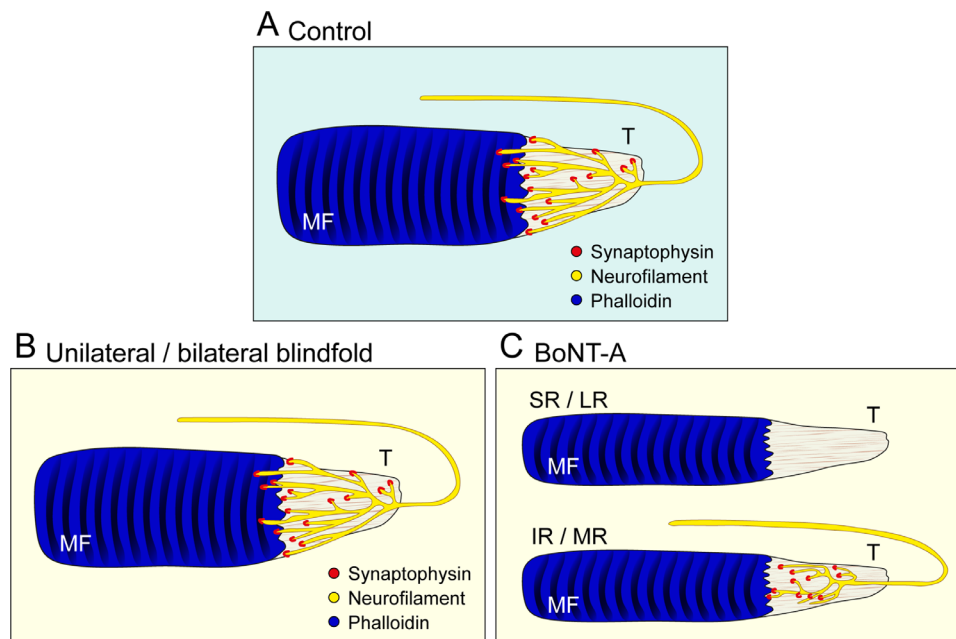 A Control
T
MF
Synaptophysin
Neurofilament
Phalloidin
B Unilateral / bilateral blindfold
T
MF
Synaptophysin
Neurofilament
Phalloidin
C BoNT-A
SR / LR
T
MF
IR / MR
T
MF